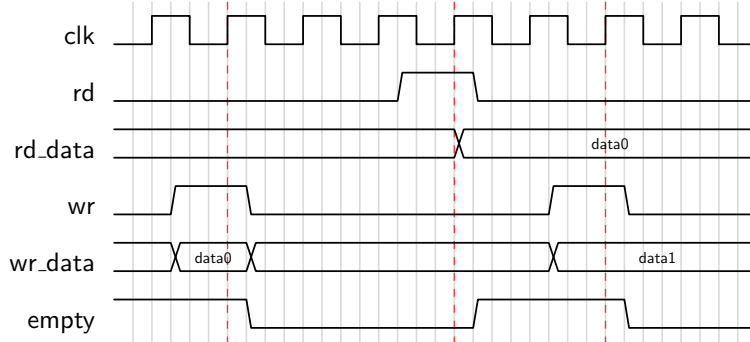 clk
rd
rd_data
data0
wr
wr_data
data0
data1
empty